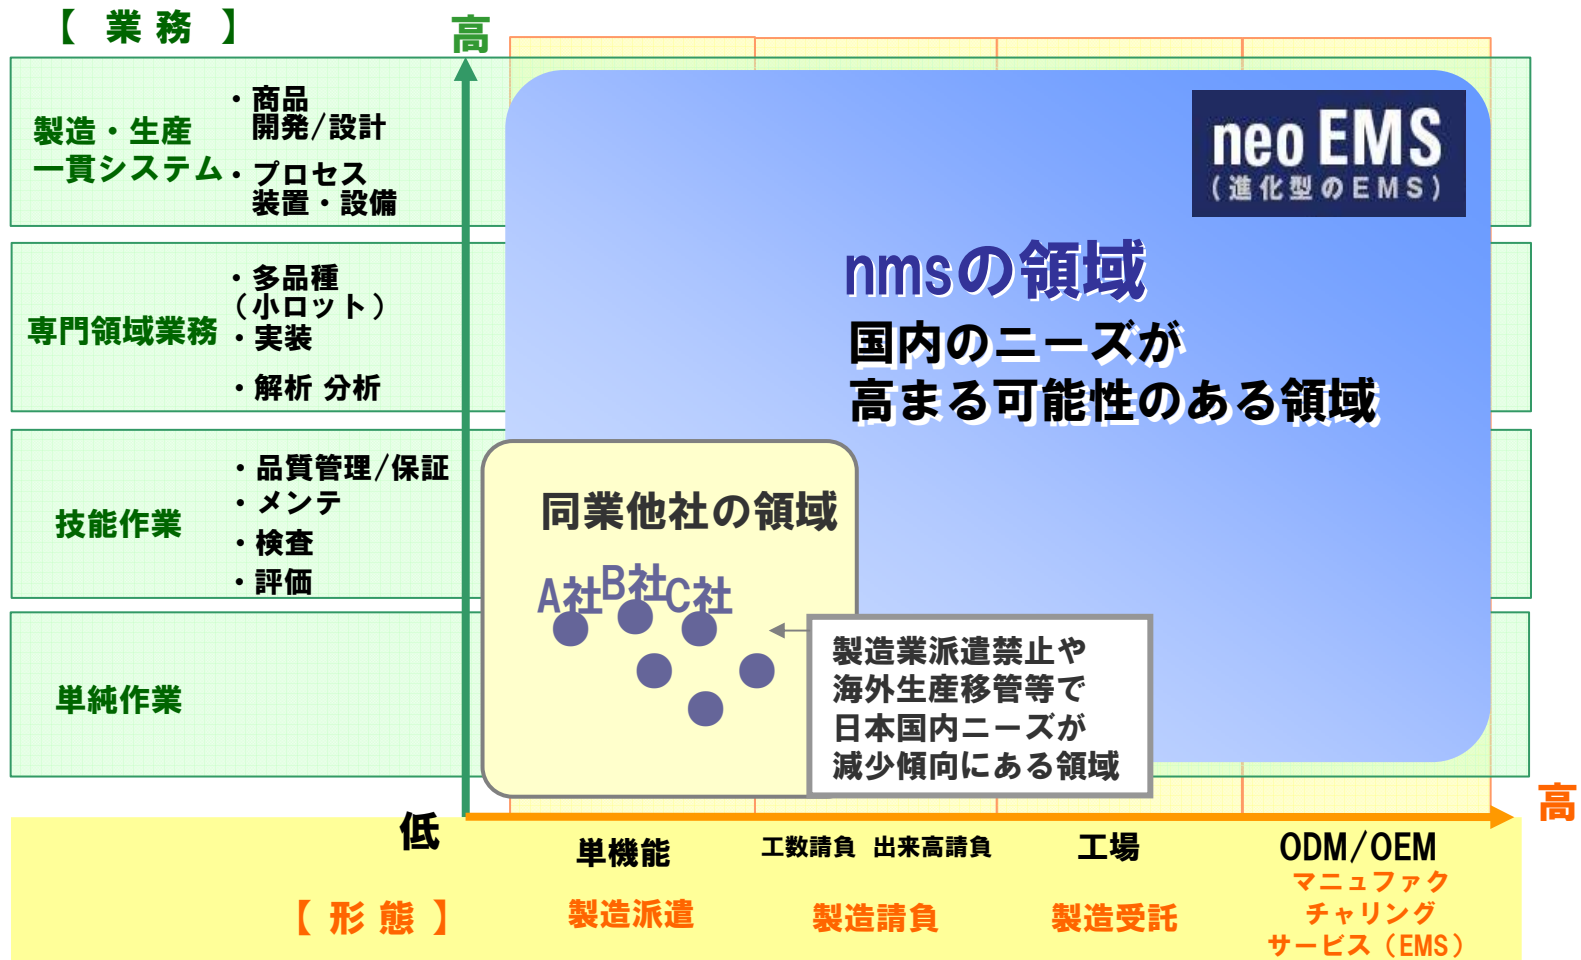 【 業 務 】
高
製造・生産
一貫システム
・商品
開発/設計
・プロセス
装置・設備
専門領域業務
・多品種
（小ロット）
・実装
・解析 分析
技能作業
・品質管理/保証
・メンテ
・検査
・評価
単純作業
neo EMS
（進化型のEMS）
nmsの領域
国内のニーズが
高まる可能性のある領域
同業他社の領域
A社
B社
C社
製造業派遣禁止や
海外生産移管等で
日本国内ニーズが
減少傾向にある領域
低
高
単機能
工数請負 出来高請負
工場
ODM/OEM
【 形 態 】
製造派遣
製造請負
製造受託
マニュファク
チャリング
サービス（EMS）